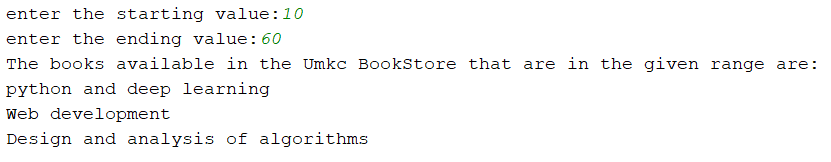 enter the starting value:10
enter the ending value:60
The books available in the Umkc BookStore that are in the given range are:
python and deep learning
Web development
Design and analysis of algorithms